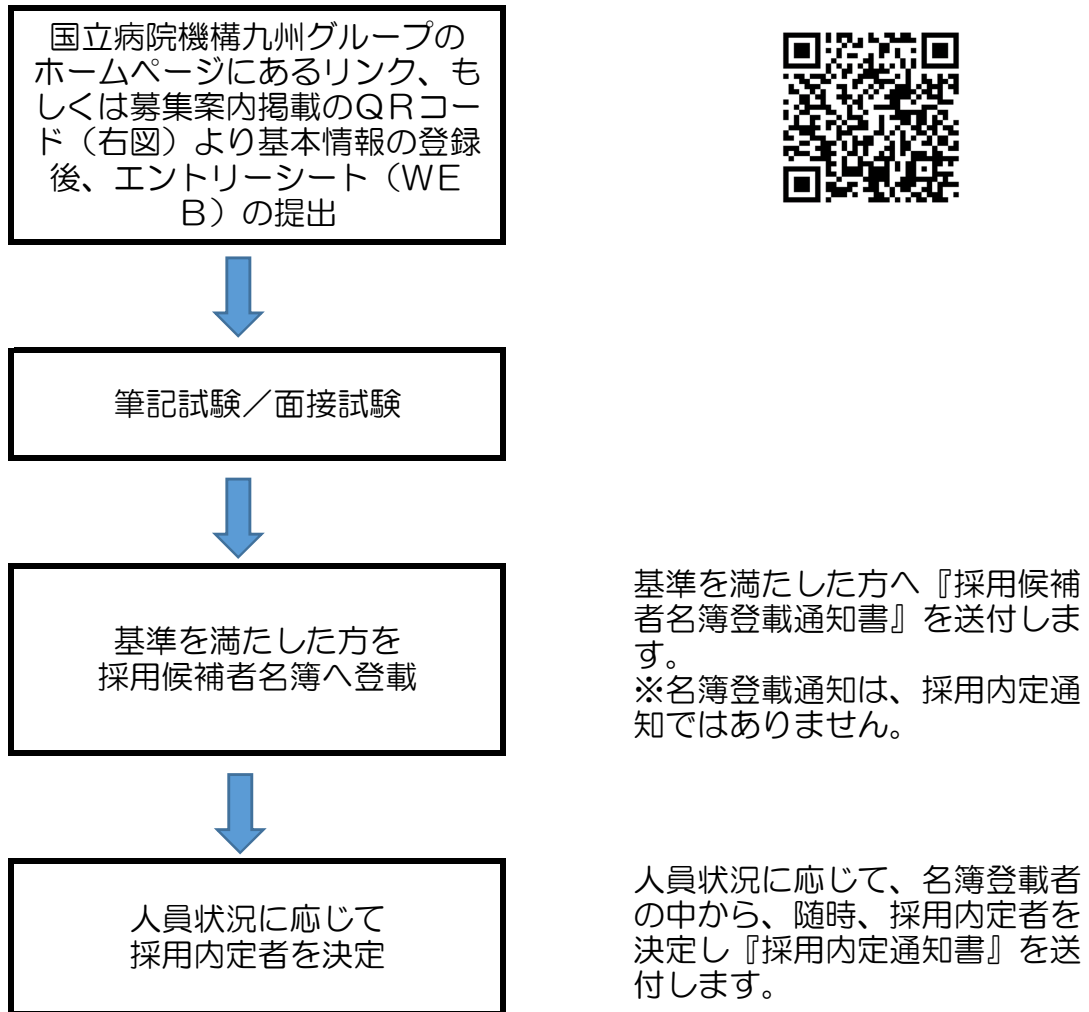 国立病院機構九州グループの
ホームページにあるリンク、も
しくは募集案内掲載のＱＲコー
ド（右図）より基本情報の登録
後、エントリーシート（ＷＥ
Ｂ）の提出
筆記試験／面接試験
基準を満たした方を
採用候補者名簿へ登載
基準を満たした方へ『採用候補
者名簿登載通知書』を送付しま
す。
※名簿登載通知は、採用内定通
知ではありません。
人員状況に応じて
採用内定者を決定
人員状況に応じて、名簿登載者
の中から、随時、採用内定者を
決定し『採用内定通知書』を送
付します。